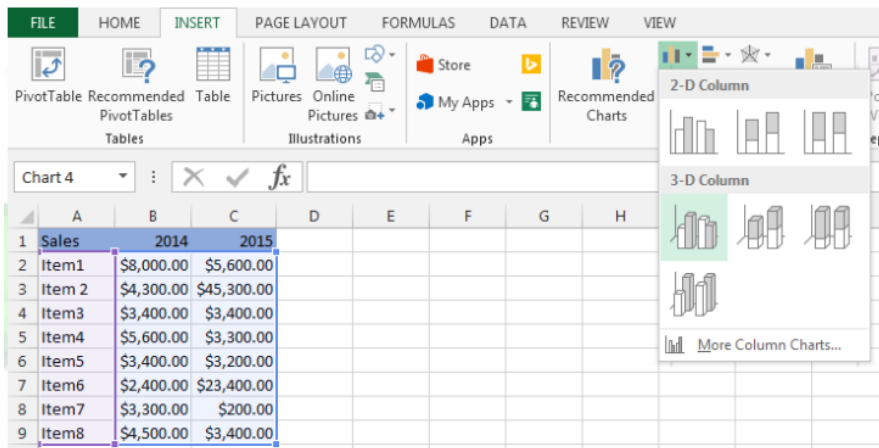 FILE HOME INSERT PAGE LAYOUT FORMULAS DATA REVIEW VIEW
PivotTable Recommended PivotTables Table
Pictures Online Pictures
Store
My Apps
Recommended Charts
Tables Illustrations Apps
2-D Column
3-D Column
More Column Charts...
Chart 4 fx
A B C D E F G H
1 Sales 2014 2015
2 Item1 $8,000.00 $5,600.00
3 Item 2 $4,300.00 $45,300.00
4 Item3 $3,400.00 $3,400.00
5 Item4 $5,600.00 $3,300.00
6 Item5 $3,400.00 $3,200.00
7 Item6 $2,400.00 $23,400.00
8 Item7 $3,300.00 $200.00
9 Item8 $4,500.00 $3,400.00